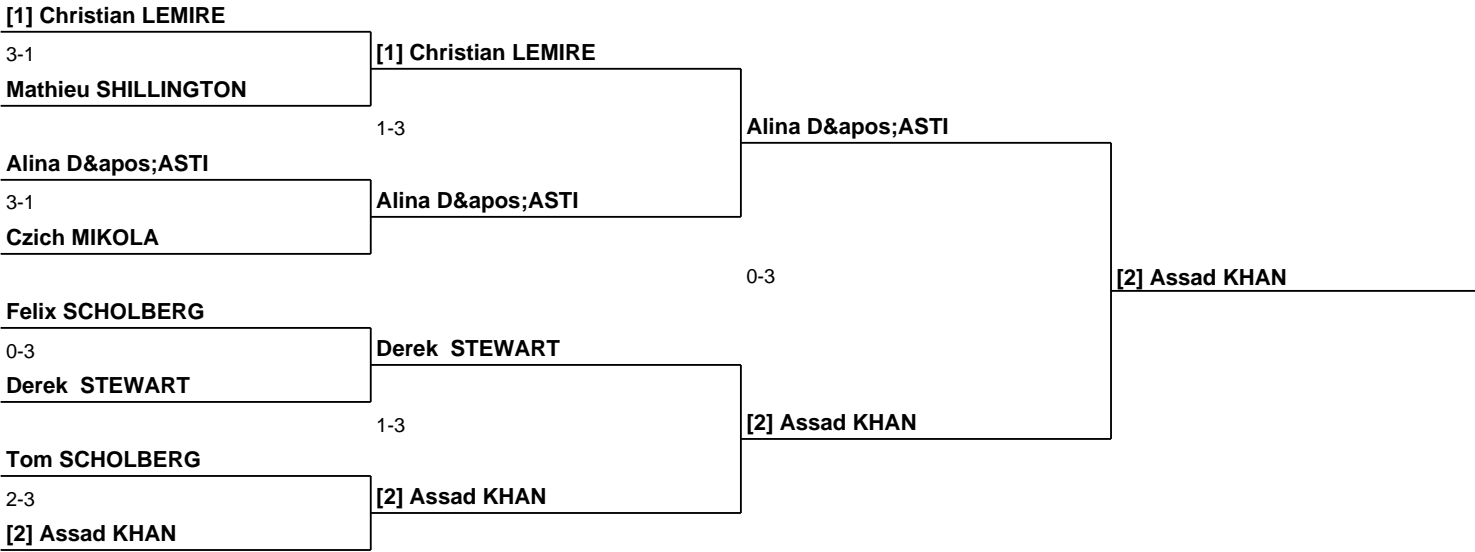 [1] Christian LEMIRE
3-1
[1] Christian LEMIRE
Mathieu SHILLINGTON
1-3
Alina D&apos;ASTI
Alina D&apos;ASTI
3-1
Alina D&apos;ASTI
Czich MIKOLA
0-3
[2] Assad KHAN
Felix SCHOLBERG
0-3
Derek  STEWART
Derek  STEWART
1-3
[2] Assad KHAN
Tom SCHOLBERG
2-3
[2] Assad KHAN
[2] Assad KHAN